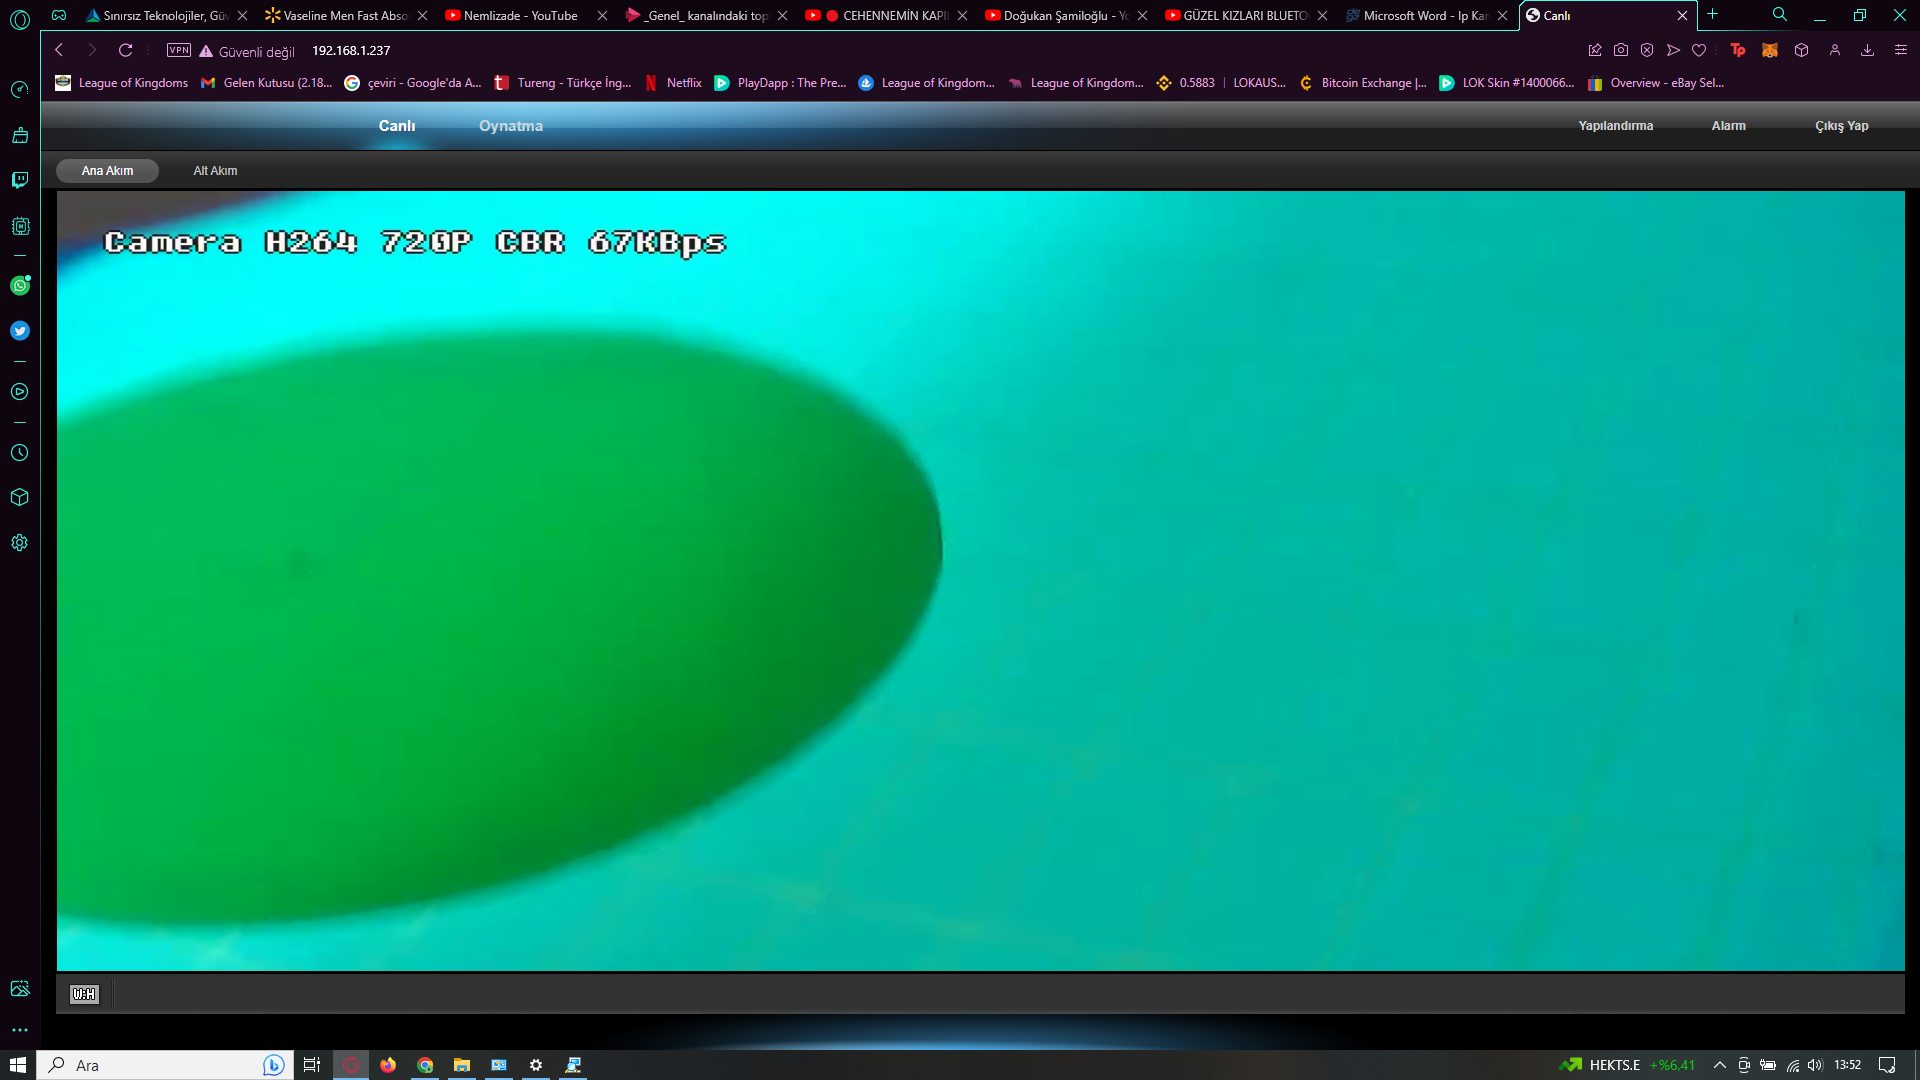 Sınırsız Teknolojiler, Güv
Vaseline Men Fast Abso
Nemlizade - YouTube
_Genel_ kanalındaki top
CEHENNEMİN KAPI
Doğukan Şamiloğlu - Yo
GÜZEL KIZLARI BLUETO
Microsoft Word - Ip Kam
Canlı
VPN
Güvenli değil
192.168.1.237
League of Kingdoms
Gelen Kutusu (2.18...
çeviri - Google'da A...
Tureng - Türkçe İng...
Netflix
PlayDapp : The Pre...
League of Kingdom...
League of Kingdom...
0.5883 | LOKAUS...
Bitcoin Exchange |...
LOK Skin #1400066...
Overview - eBay Sel...
Canlı
Oynatma
Yapılandırma
Alarm
Çıkış Yap
Ana Akım
Alt Akım
Camera H264 720P CBR 67KBps
W:H
Ara
HEKTS.E +%6,41
13:52